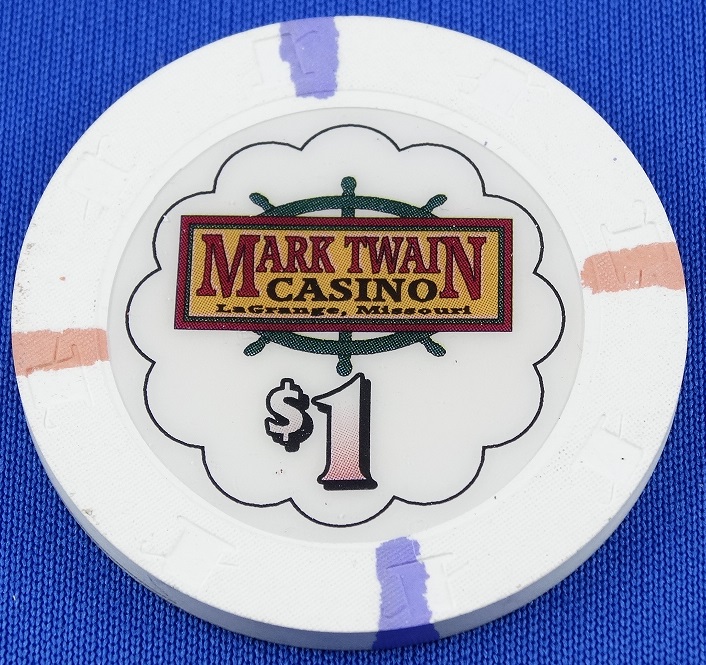 MARK TWAIN
CASINO
LaGrange, Missouri
$1